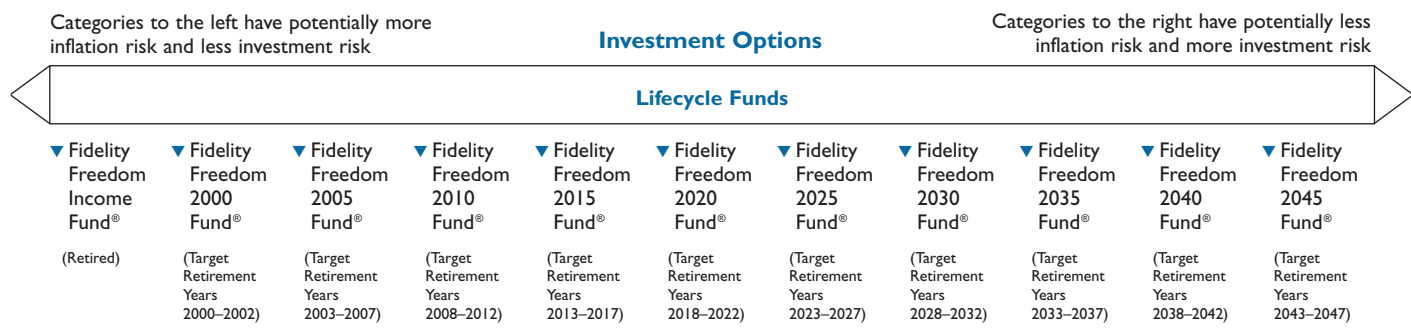 Categories to the left have potentially more
inflation risk and less investment risk
Investment Options
Categories to the right have potentially less
inflation risk and more investment risk
Lifecycle Funds
▼ Fidelity
Freedom
Income
Fund®
(Retired)
▼ Fidelity
Freedom
2000
Fund®
(Target
Retirement
Years
2000–2002)
▼ Fidelity
Freedom
2005
Fund®
(Target
Retirement
Years
2003–2007)
▼ Fidelity
Freedom
2010
Fund®
(Target
Retirement
Years
2008–2012)
▼ Fidelity
Freedom
2015
Fund®
(Target
Retirement
Years
2013–2017)
▼ Fidelity
Freedom
2020
Fund®
(Target
Retirement
Years
2018–2022)
▼ Fidelity
Freedom
2025
Fund®
(Target
Retirement
Years
2023–2027)
▼ Fidelity
Freedom
2030
Fund®
(Target
Retirement
Years
2028–2032)
▼ Fidelity
Freedom
2035
Fund®
(Target
Retirement
Years
2033–2037)
▼ Fidelity
Freedom
2040
Fund®
(Target
Retirement
Years
2038–2042)
▼ Fidelity
Freedom
2045
Fund®
(Target
Retirement
Years
2043–2047)